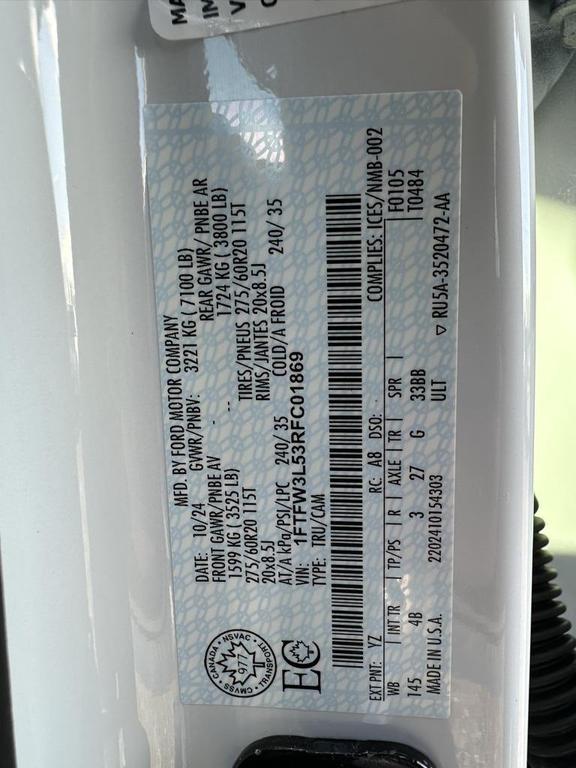 MFD. BY FORD MOTOR COMPANY
DATE: 10/24 GVWR/PNBV: 3221 KG ( 7100 LB)
FRONT GAWR/PNBE AV REAR GAWR/ PNBE AR
1599 KG ( 3525 LB) -- 1724 KG ( 3800 LB)
275/60R20 115T -- TIRES/PNEUS 275/60R20 115T
20x8.5J RIMS/JANTES 20x8.5J
AT/A kPa/PSI/LPC 240/ 35 COLD/A FROID 240/ 35
VIN: 1FTFW3L53RFC01869
TYPE: TRU/CAM
CANADA
NSVAC
TRANSPORT
CMVSS
977
T
EC
COMPLIES: ICES/NMB-002
EXT PNT: YZ RC: A8 DSO: F0105
WB INT TR TP/PS R AXLE TR SPR T0484
145 4B 3 27 G 33BB
ULT
MADE IN U.S.A. 2202410154303 ▽ RU5A-3520472-AA